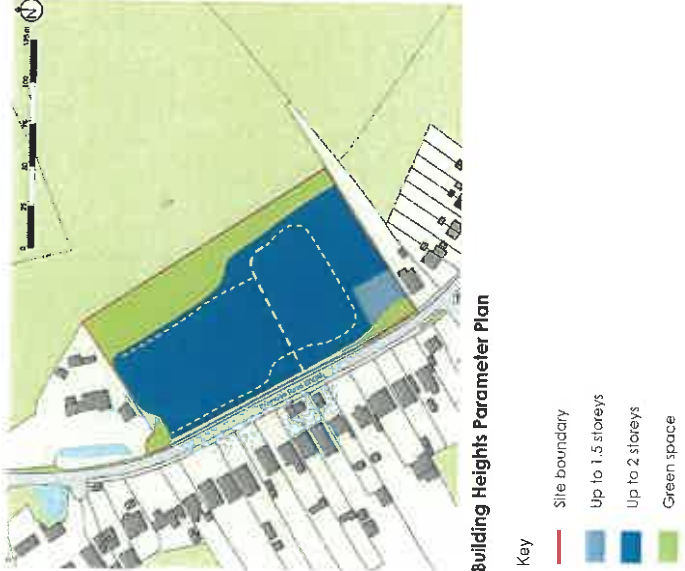 N
0 25 50 75 100 125m
Building Heights Parameter Plan
Key
Site boundary
Up to 1.5 storeys
Up to 2 storeys
Green space